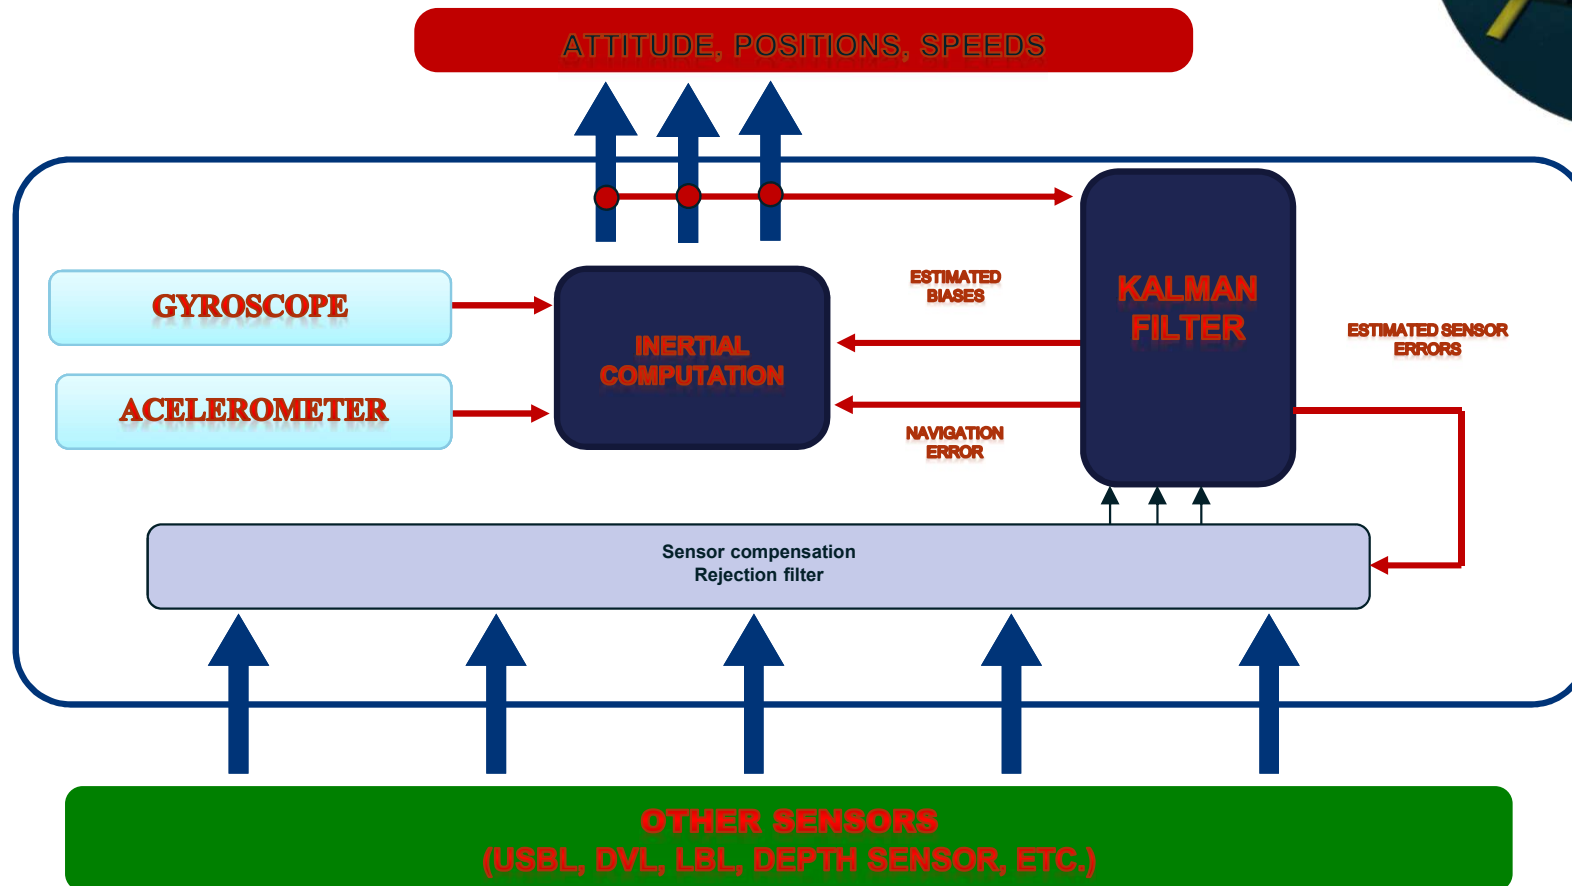 ATTITUDE, POSITIONS, SPEEDS
GYROSCOPE
ACELEROMETER
INERTIAL
COMPUTATION
ESTIMATED
BIASES
NAVIGATION
ERROR
KALMAN
FILTER
ESTIMATED SENSOR
ERRORS
Sensor compensation
Rejection filter
OTHER SENSORS
(USBL, DVL, LBL, DEPTH SENSOR, ETC.)